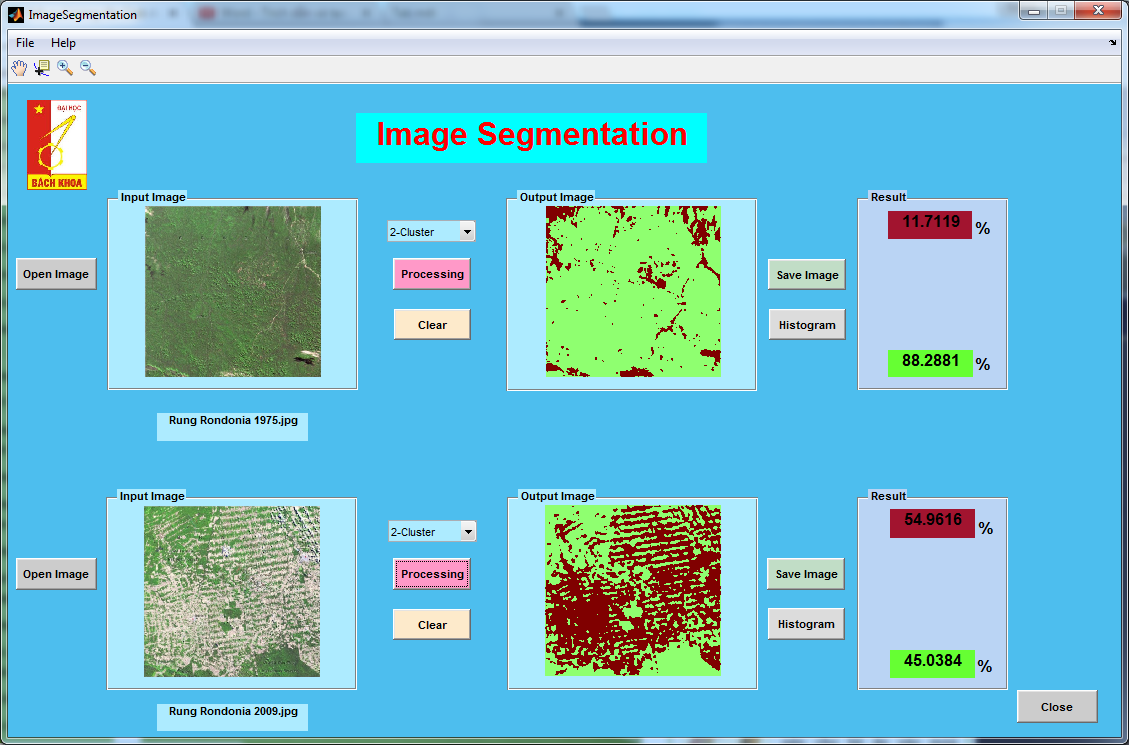 ImageSegmentation
File Help
ĐẠI HỌC
BÁCH KHOA
Image Segmentation
Input Image
Output Image
Result
Open Image
2-Cluster
Processing
Clear
Save Image
Histogram
11.7119 %
88.2881 %
Rung Rondonia 1975.jpg
Input Image
Output Image
Result
Open Image
2-Cluster
Processing
Clear
Save Image
Histogram
54.9616 %
45.0384 %
Rung Rondonia 2009.jpg
Close